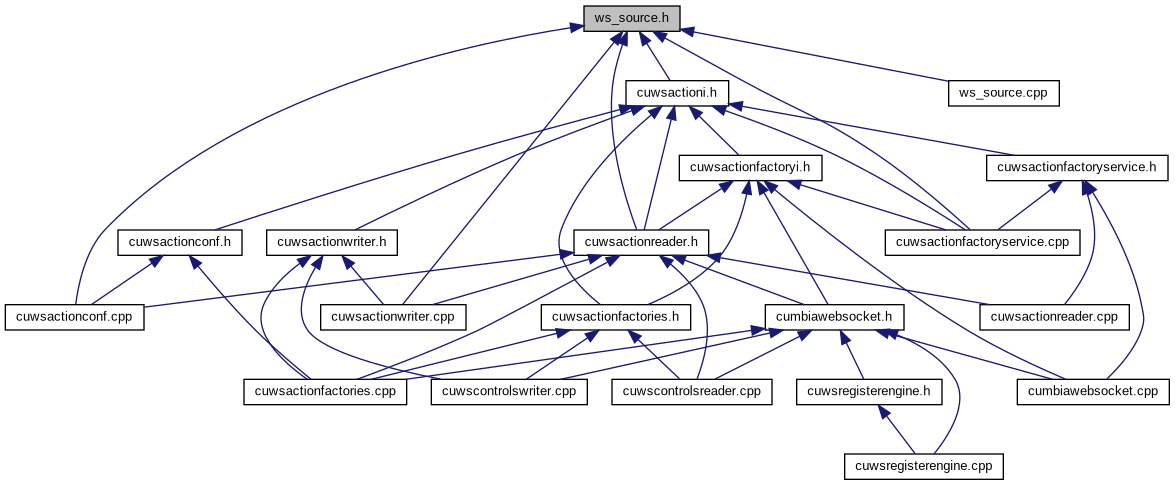 ws_source.h
cuwsactioni.h
ws_source.cpp
cuwsactionfactoryi.h
cuwsactionfactoryservice.h
cuwsactionconf.h
cuwsactionwriter.h
cuwsactionreader.h
cuwsactionfactoryservice.cpp
cuwsactionconf.cpp
cuwsactionwriter.cpp
cuwsactionfactories.h
cumbiawebsocket.h
cuwsactionreader.cpp
cuwsactionfactories.cpp
cuwscontrolswriter.cpp
cuwscontrolsreader.cpp
cuwsregisterengine.h
cumbiawebsocket.cpp
cuwsregisterengine.cpp